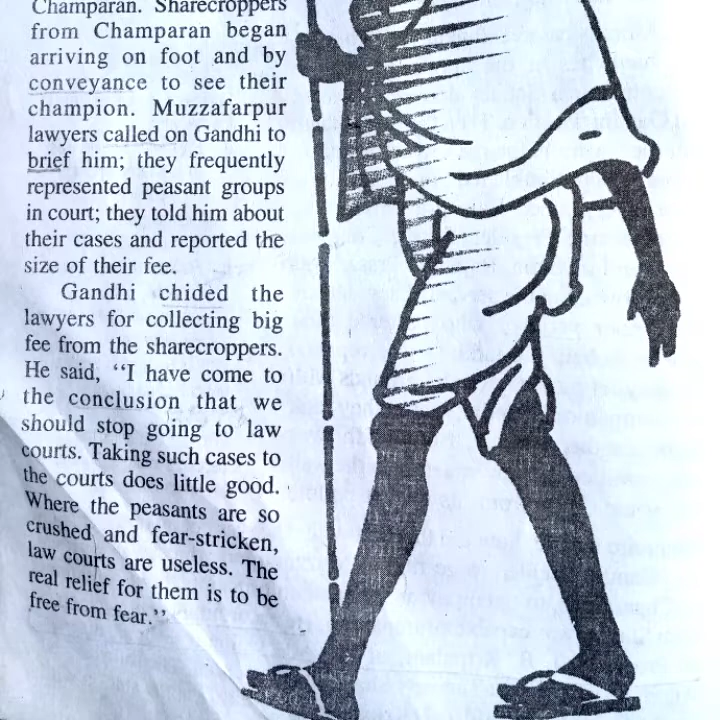 Champaran. Sharecroppers
from Champaran began
arriving on foot and by
conveyance to see their
champion. Muzzafarpur
lawyers called on Gandhi to
brief him; they frequently
represented peasant groups
in court; they told him about
their cases and reported the
size of their fee.
Gandhi chided the
lawyers for collecting big
fee from the sharecroppers.
He said, “I have come to
the conclusion that we
should stop going to law
courts. Taking such cases to
the courts does little good.
Where the peasants are so
crushed and fear-stricken,
law courts are useless. The
real relief for them is to be
free from fear.”